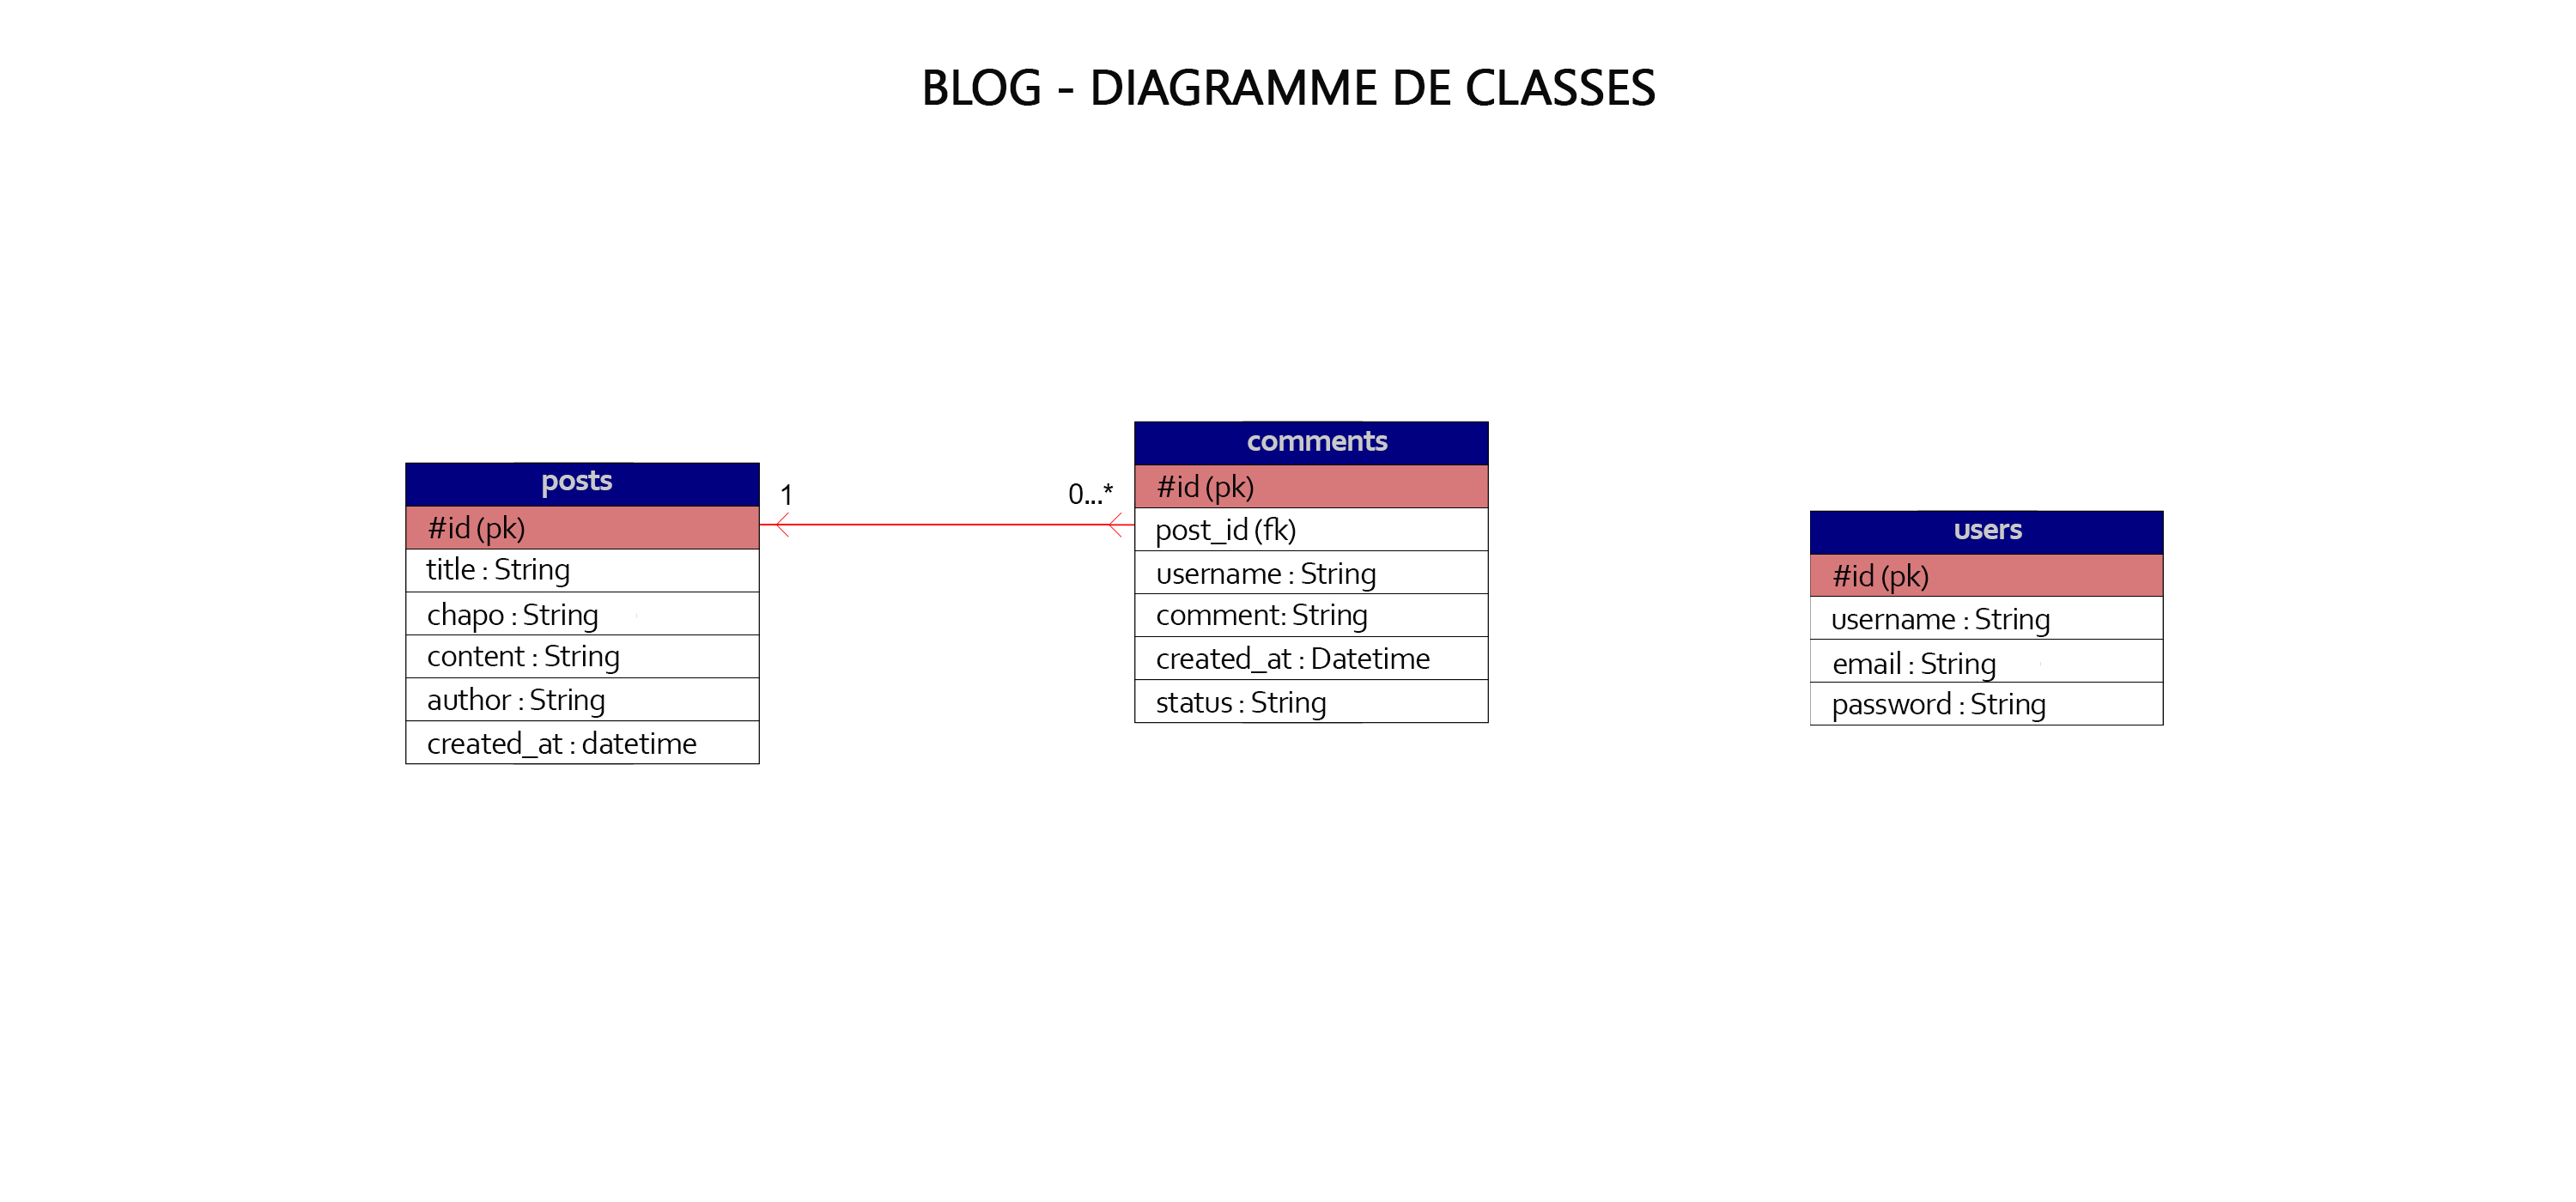 BLOG - DIAGRAMME DE CLASSES
posts
#id (pk)
title : String
chapo : String
content : String
author : String
created_at : datetime
1
0...*
comments
#id (pk)
post_id (fk)
username : String
comment: String
created_at : Datetime
status : String
users
#id (pk)
username : String
email : String
password : String